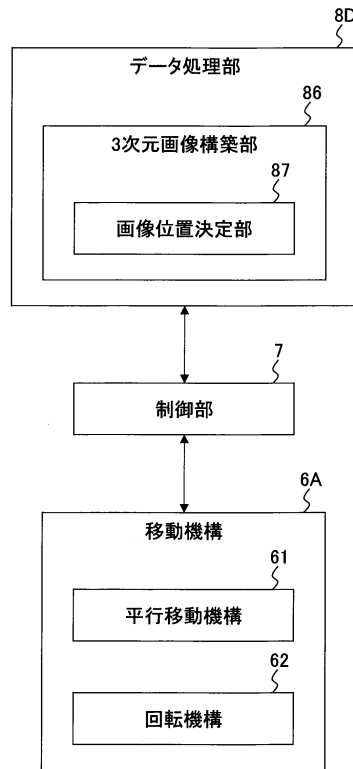 8D
データ処理部
86
3次元画像構築部
87
画像位置決定部
7
制御部
6A
移動機構
61
平行移動機構
62
回転機構